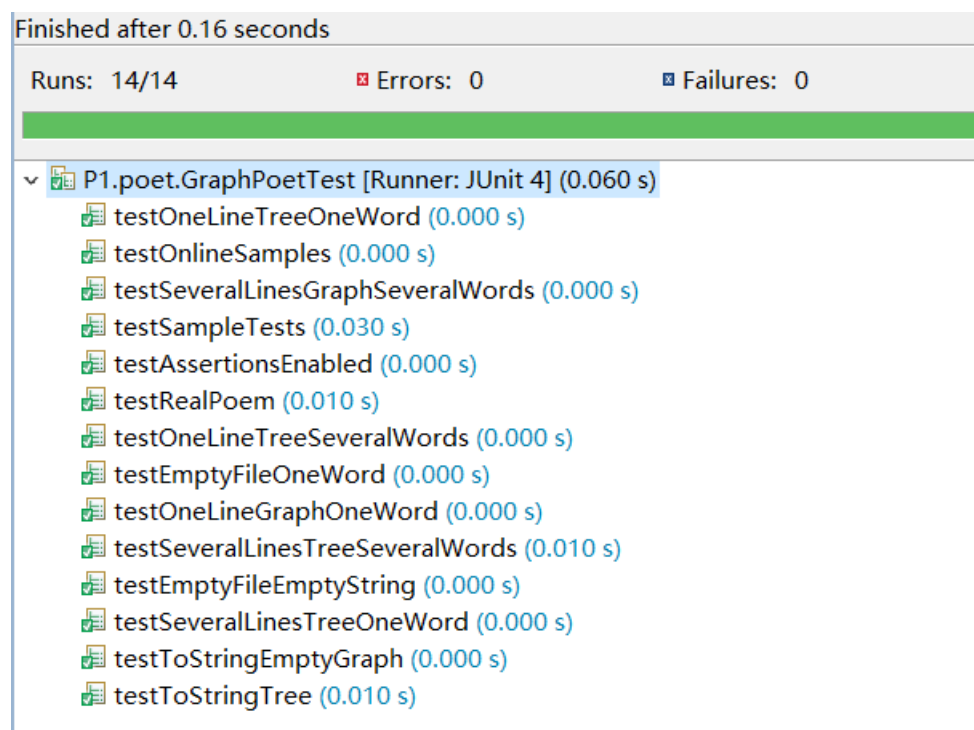 Finished after 0.16 seconds
Runs: 14/14 Errors: 0 Failures: 0
P1.poet.GraphPoetTest [Runner: JUnit 4] (0.060 s)
testOneLineTreeOneWord (0.000 s)
testOnlineSamples (0.000 s)
testSeveralLinesGraphSeveralWords (0.000 s)
testSampleTests (0.030 s)
testAssertionsEnabled (0.000 s)
testRealPoem (0.010 s)
testOneLineTreeSeveralWords (0.000 s)
testEmptyFileOneWord (0.000 s)
testOneLineGraphOneWord (0.000 s)
testSeveralLinesTreeSeveralWords (0.010 s)
testEmptyFileEmptyString (0.000 s)
testSeveralLinesTreeOneWord (0.000 s)
testToStringEmptyGraph (0.000 s)
testToStringTree (0.010 s)